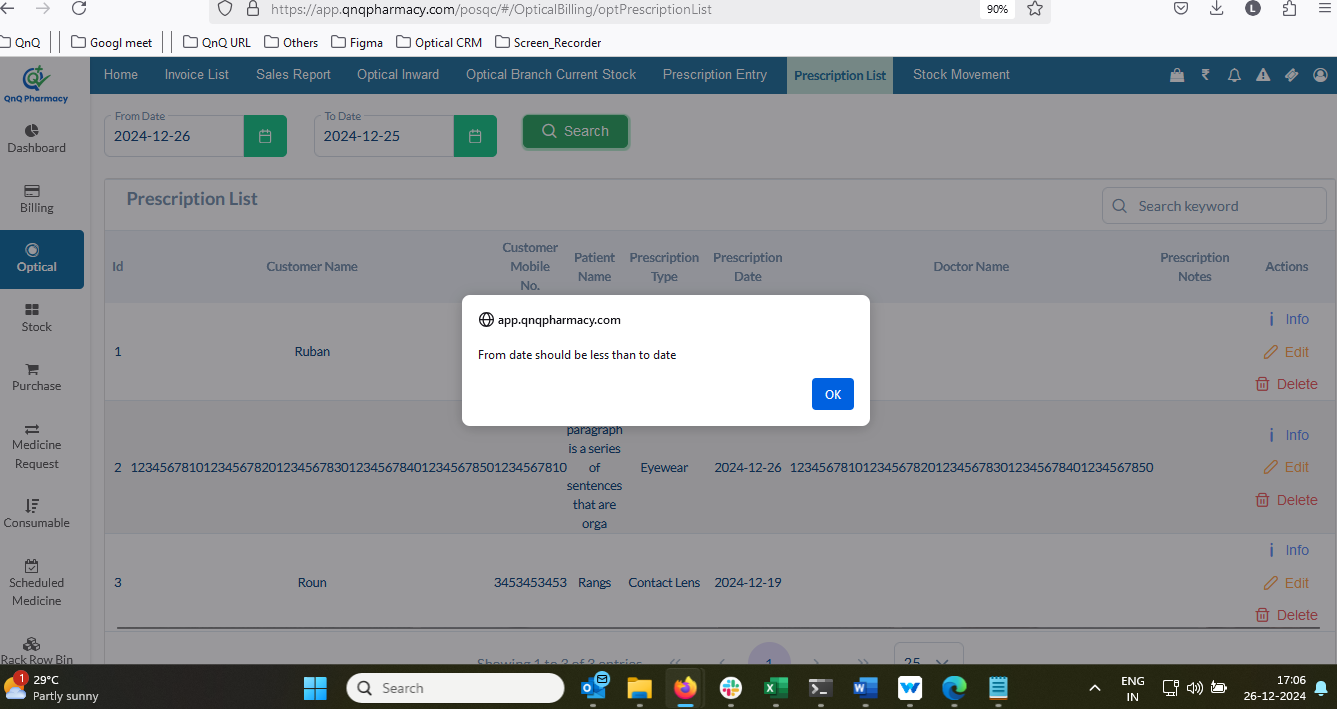 https://app.qnqpharmacy.com/posqc/#/OpticalBilling/optPrescriptionList
90%
L
QnQ
Googl meet
QnQ URL
Others
Figma
Optical CRM
Screen_Recorder
QnQ Pharmacy
Home
Invoice List
Sales Report
Optical Inward
Optical Branch Current Stock
Prescription Entry
Prescription List
Stock Movement
Dashboard
Billing
Optical
Stock
Purchase
Medicine
Request
Consumable
Scheduled
Medicine
Rack Row Bin
From Date
2024-12-26
To Date
2024-12-25
Search
Prescription List
Search keyword
Id
Customer Name
Customer
Mobile
No.
Patient
Name
Prescription
Type
Prescription
Date
Doctor Name
Prescription
Notes
Actions
app.qnqpharmacy.com
From date should be less than to date
OK
1
Ruban
Info
Edit
Delete
2
123456781012345678201234567830123456784012345678501234567810
paragraph
is a series
of
sentences
that are
orga
Eyewear
2024-12-26
12345678101234567820123456783012345678401234567850
Info
Edit
Delete
3
Roun
3453453453
Rangs
Contact Lens
2024-12-19
Info
Edit
Delete
Showing 1 to 3 of 3 entries
1
25
1
29°C
Partly sunny
Search
ENG
IN
17:06
26-12-2024